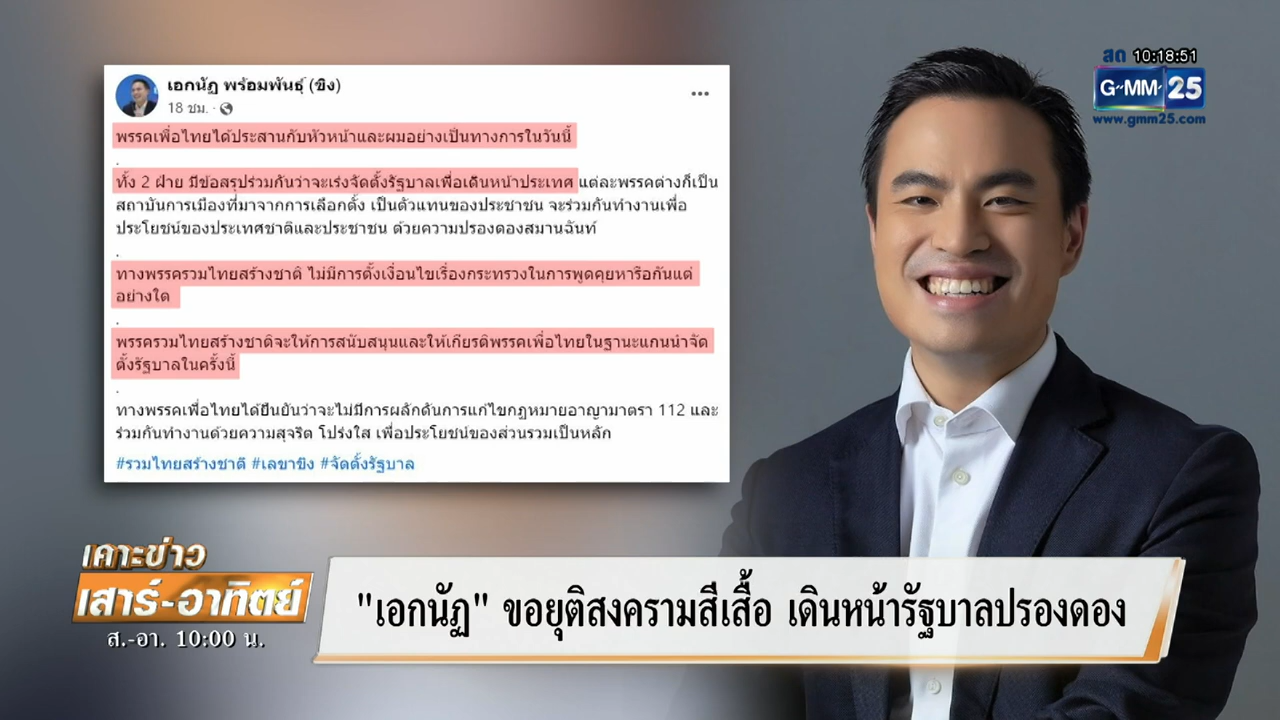 สด 10:18:51
G-MM 25
www.gmm25.com
เอกนัฏ พร้อมพันธุ์ (ขิง)
18 ชม. ·
พรรคเพื่อไทยได้ประสานกับหัวหน้าและผมอย่างเป็นทางการในวันนี้
.
ทั้ง 2 ฝ่าย มีข้อสรุปร่วมกันว่าจะเร่งจัดตั้งรัฐบาลเพื่อเดินหน้าประเทศ แต่ละพรรคต่างก็เป็น
สถาบันการเมืองที่มาจากการเลือกตั้ง เป็นตัวแทนของประชาชน จะร่วมกันทำงานเพื่อ
ประโยชน์ของประเทศชาติและประชาชน ด้วยความปรองดองสมานฉันท์
.
ทางพรรครวมไทยสร้างชาติ ไม่มีการตั้งเงื่อนไขเรื่องกระทรวงในการพูดคุยหารือกันแต่
อย่างใด
.
พรรครวมไทยสร้างชาติจะให้การสนับสนุนและให้เกียรติพรรคเพื่อไทยในฐานะแกนนำจัด
ตั้งรัฐบาลในครั้งนี้
.
ทางพรรคเพื่อไทยได้ยืนยันว่าจะไม่มีการผลักดันการแก้ไขกฎหมายอาญามาตรา 112 และ
ร่วมกันทำงานด้วยความสุจริต โปร่งใส เพื่อประโยชน์ของส่วนรวมเป็นหลัก
#รวมไทยสร้างชาติ #เลขาขิง #จัดตั้งรัฐบาล
เคาะข่าว
เสาร์-อาทิตย์
ส.-อา. 10:00 น.
"เอกนัฏ" ขอยุติสงครามสีเสื้อ เดินหน้ารัฐบาลปรองดอง